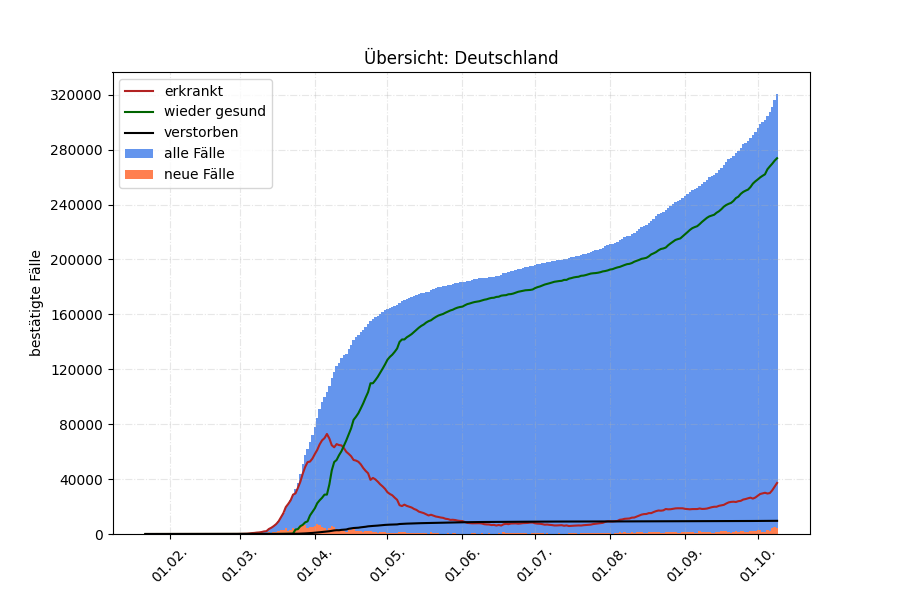 Übersicht: Deutschland
erkrankt
wieder gesund
verstorben
alle Fälle
neue Fälle
bestätigte Fälle
320000
280000
240000
200000
160000
120000
80000
40000
0
01.02.
01.03.
01.04.
01.05.
01.06.
01.07.
01.08.
01.09.
01.10.